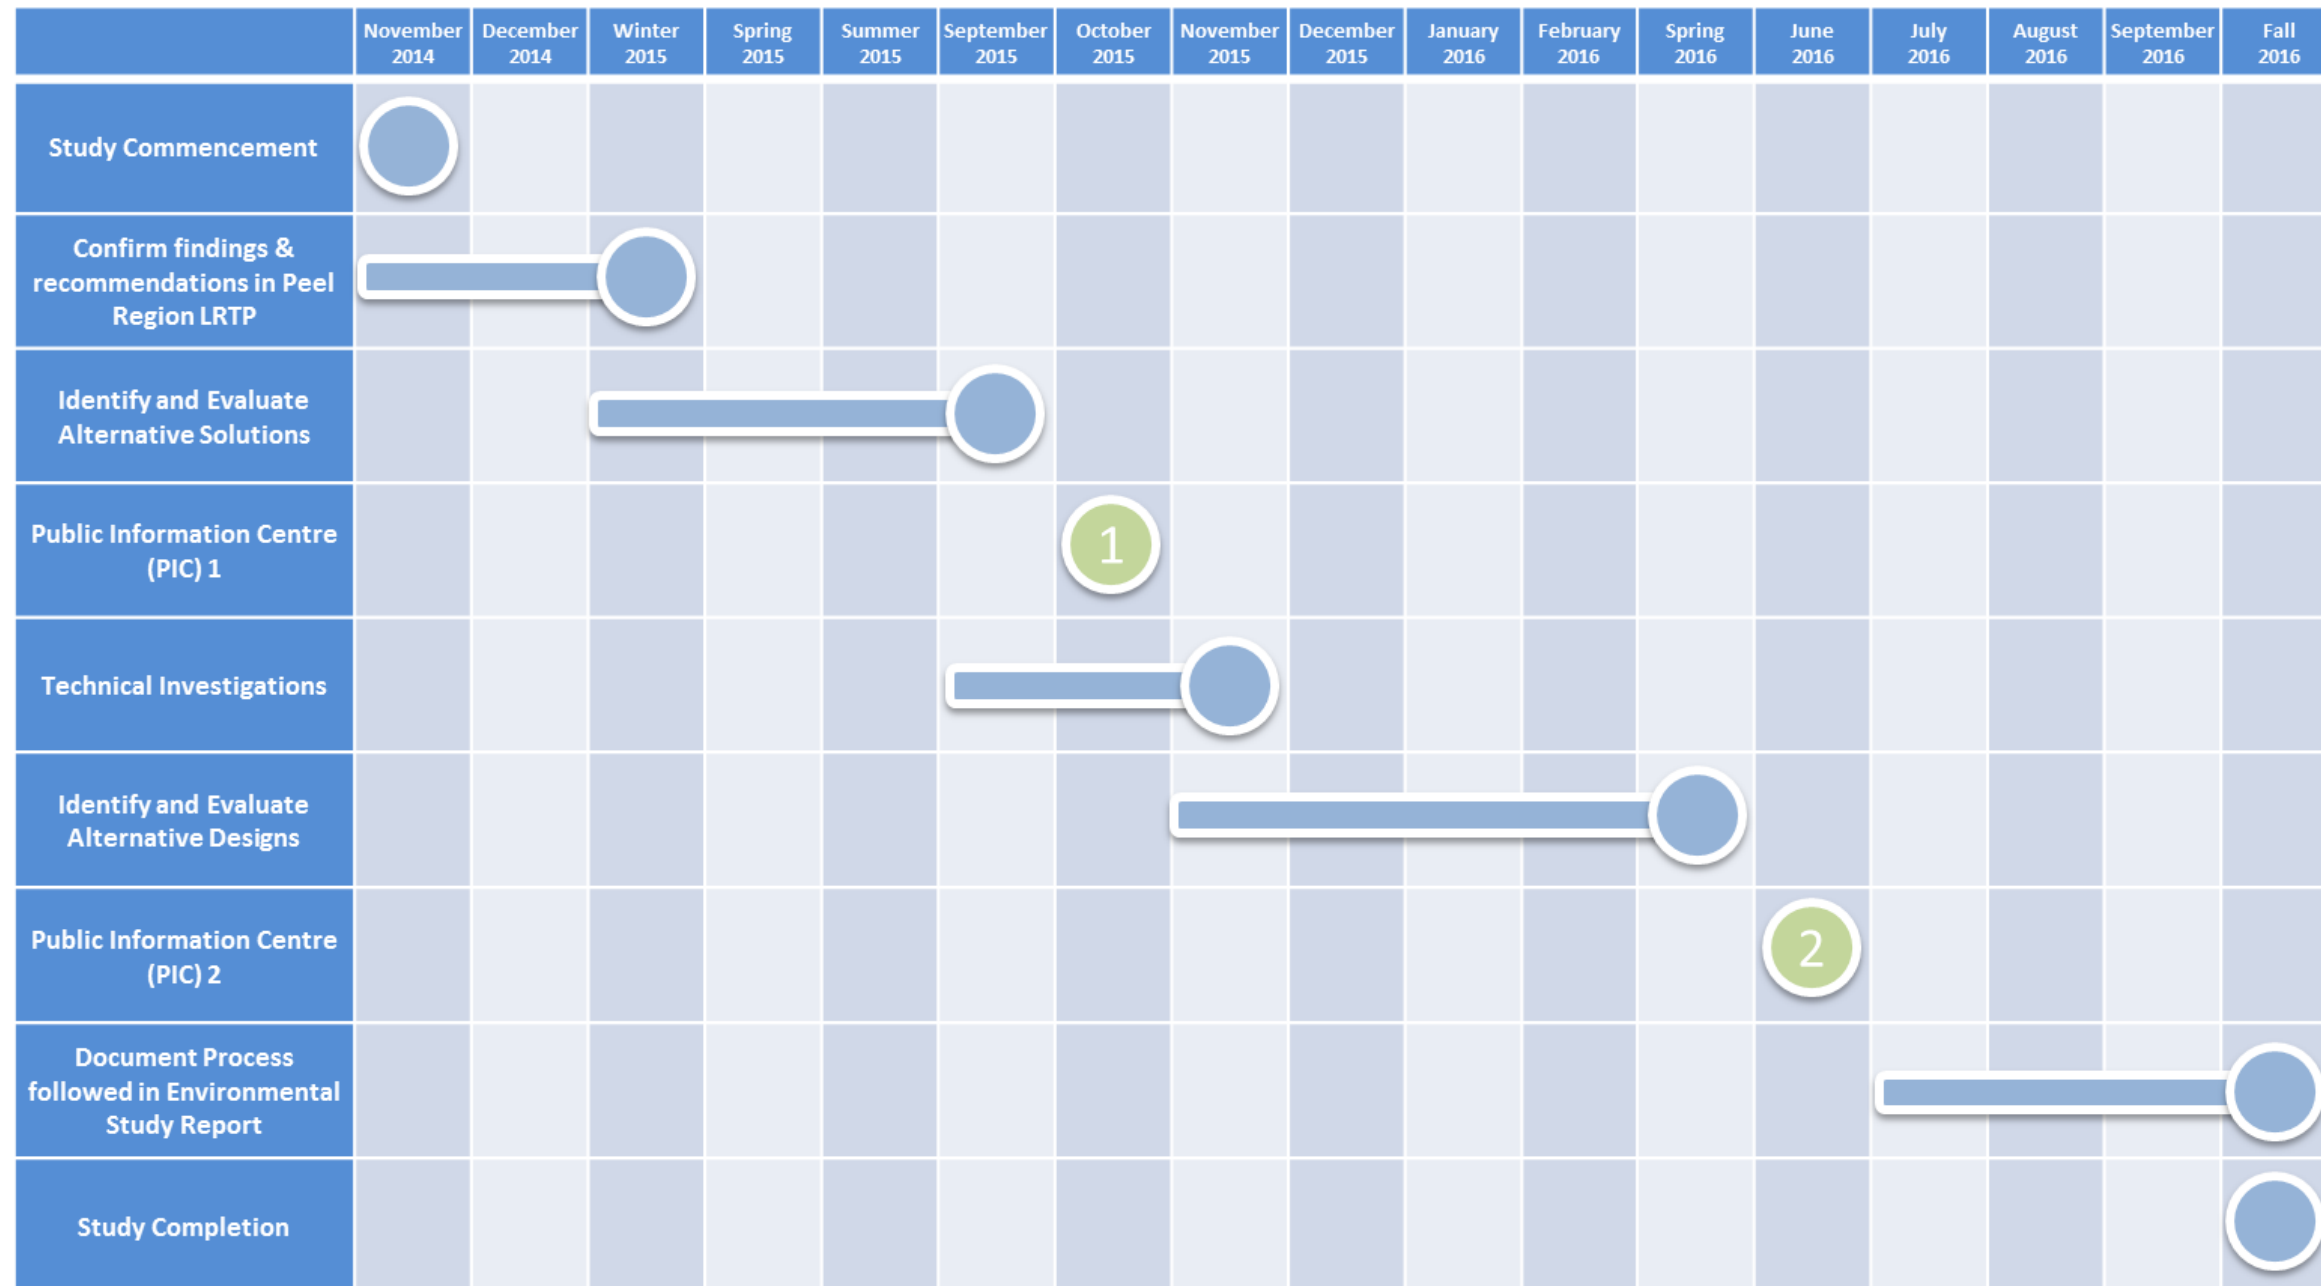 November
2014
December
2014
Winter
2015
Spring
2015
Summer
2015
September
2015
October
2015
November
2015
December
2015
January
2016
February
2016
Spring
2016
June
2016
July
2016
August
2016
September
2016
Fall
2016
Study Commencement
Confirm findings &
recommendations in Peel
Region LRTP
Identify and Evaluate
Alternative Solutions
Public Information Centre
(PIC) 1
1
Technical Investigations
Identify and Evaluate
Alternative Designs
Public Information Centre
(PIC) 2
2
Document Process
followed in Environmental
Study Report
Study Completion